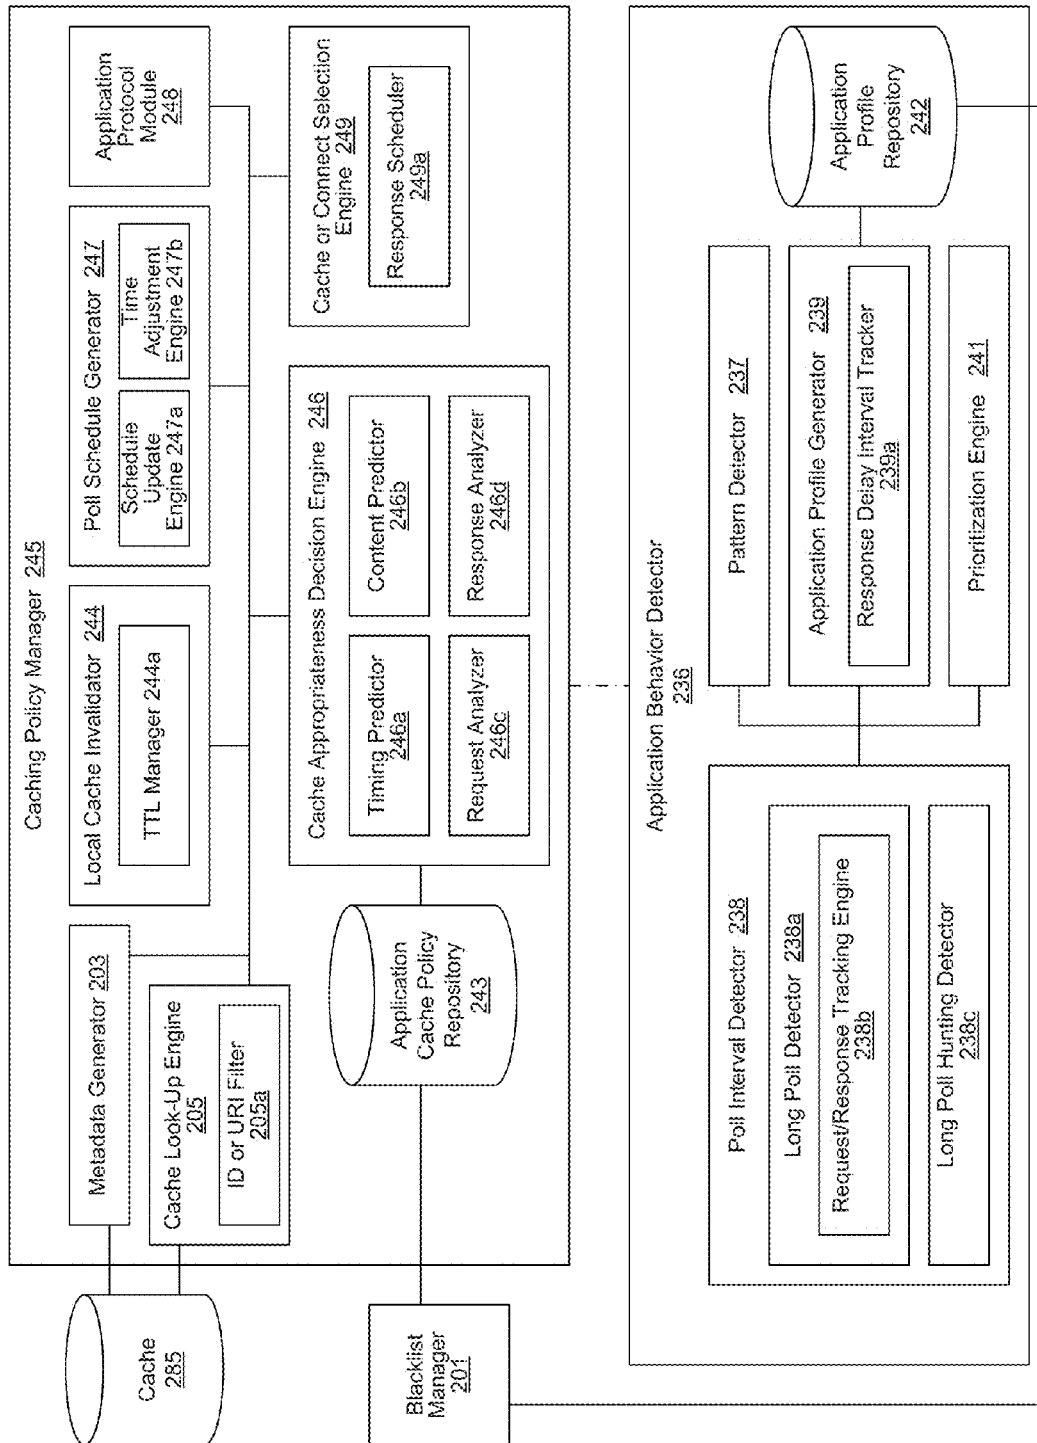 Caching Policy Manager 245
Cache
285
Metadata Generator 203
Cache Look-Up Engine
205
ID or URI Filter
205a
Local Cache Invalidator 244
TTL Manager 244a
Poll Schedule Generator 247
Schedule
Update
Engine 247a
Time
Adjustment
Engine 247b
Application
Protocol
Module
248
Blacklist
Manager
201
Application
Cache Policy
Repository
243
Cache Appropriateness Decision Engine 246
Timing Predictor
246a
Content Predictor
246b
Request Analyzer
246c
Response Analyzer
246d
Cache or Connect Selection
Engine 249
Response Scheduler
249a
Application Behavior Detector
236
Poll Interval Detector 238
Long Poll Detector 238a
Request/Response Tracking Engine
238b
Long Poll Hunting Detector
238c
Pattern Detector 237
Application Profile Generator 239
Response Delay Interval Tracker
239a
Prioritization Engine 241
Application
Profile
Repository
242